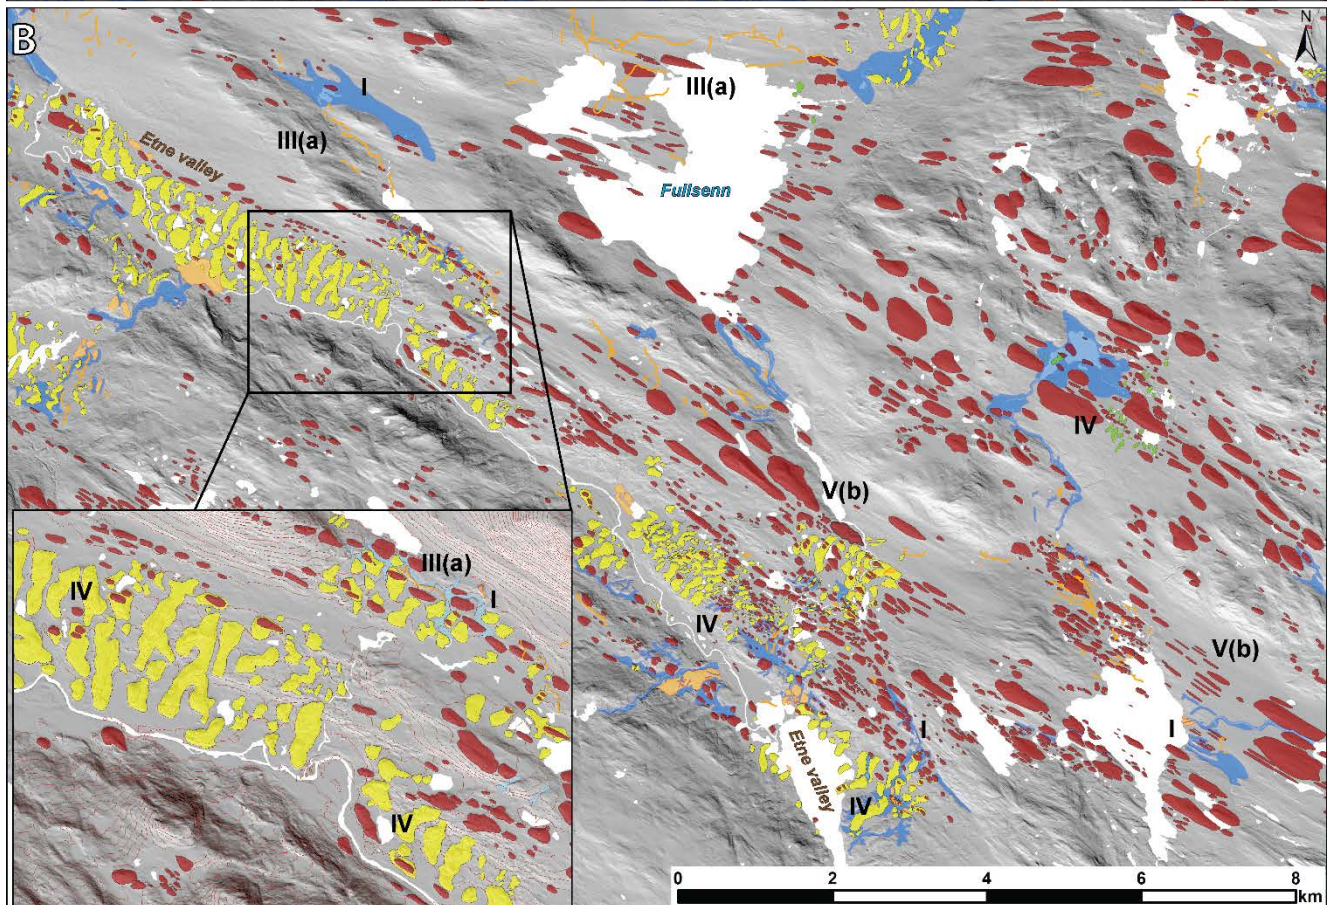 B
N
I
III(a)
III(a)
Etne valley
Fullsenn
IV
V(b)
III(a)
IV
I
IV
V(b)
I
I
Etne valley
IV
IV
0 2 4 6 8
km